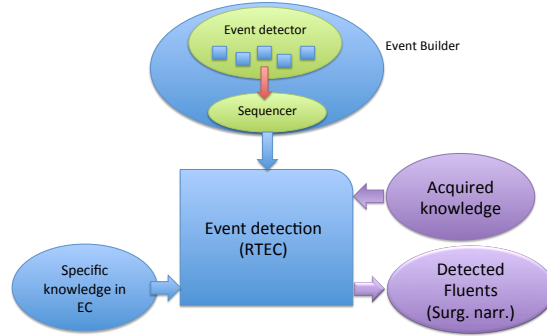 Event detector
Event Builder
Sequencer
Event detection
(RTEC)
Acquired
knowledge
Specific
knowledge in
EC
Detected
Fluents
(Surg. narr.)